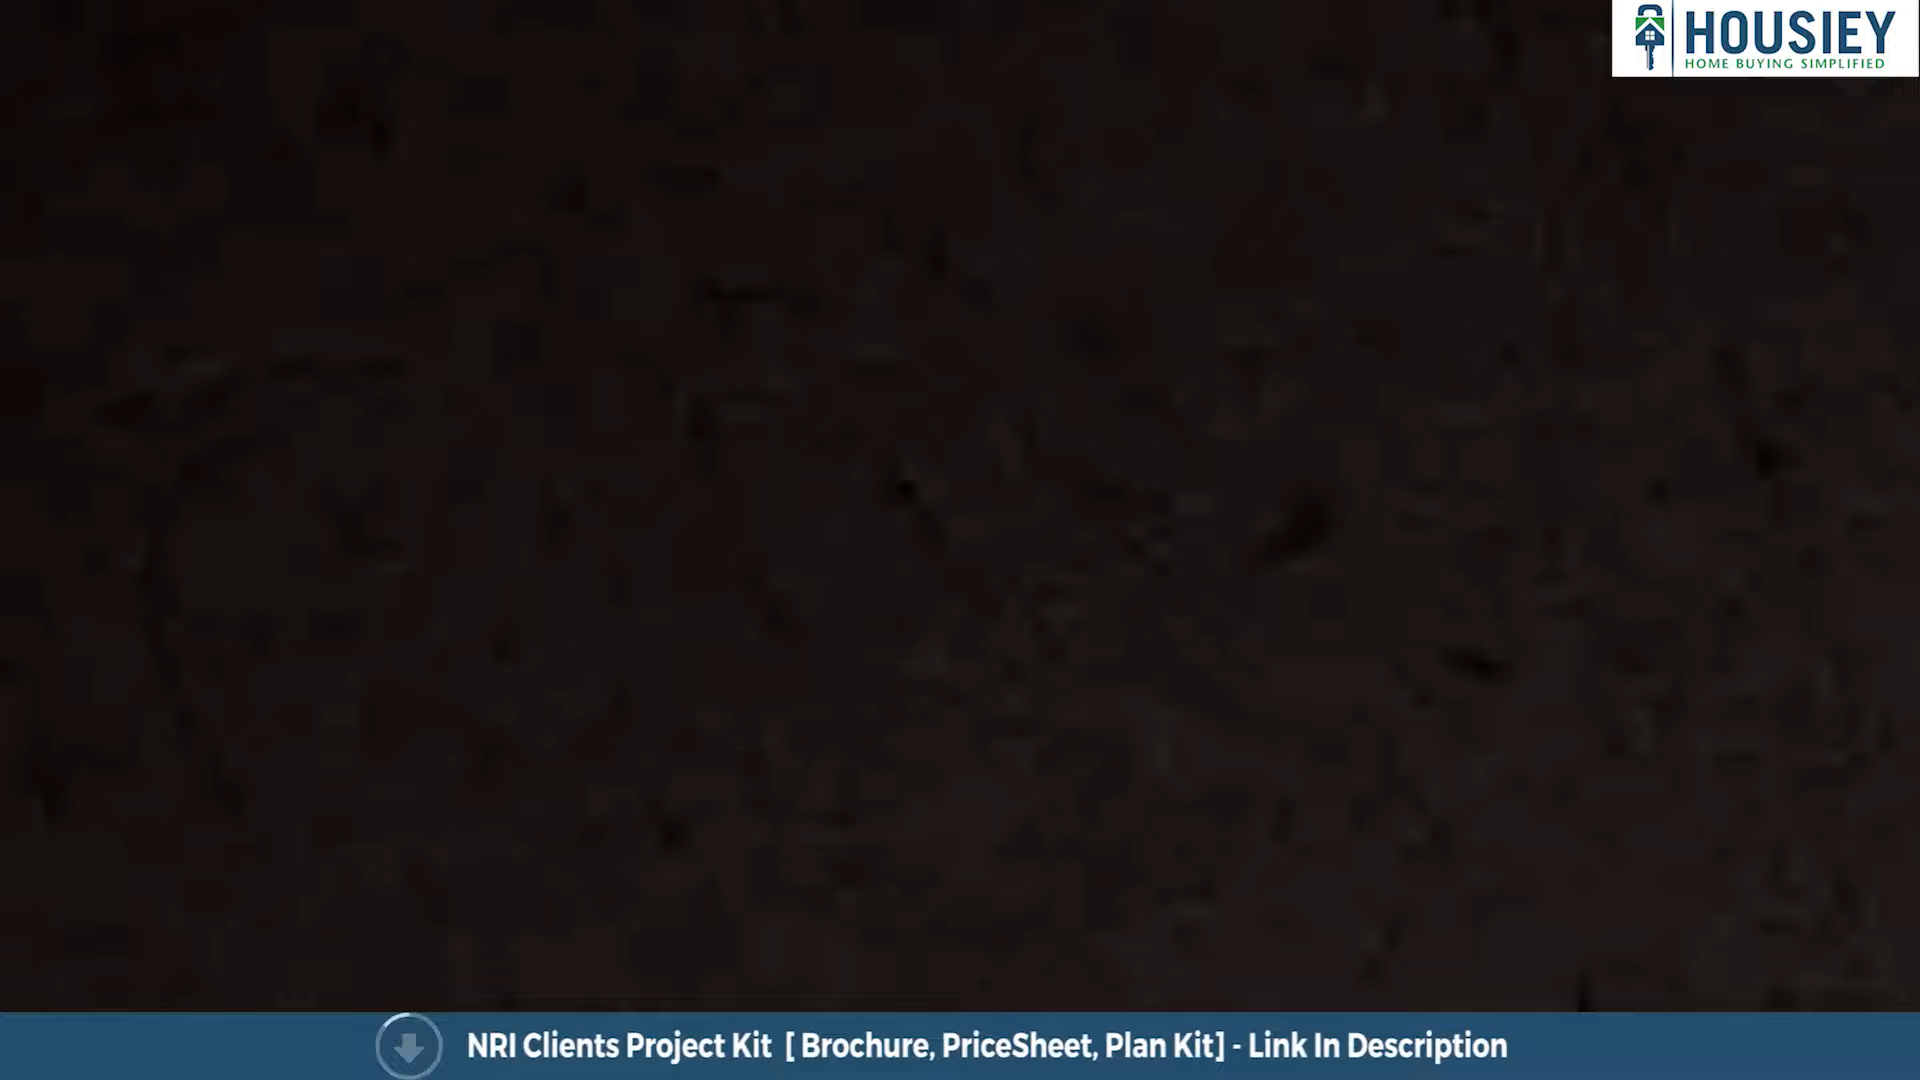 HOUSIEY
HOME BUYING SIMPLIFIED
NRI Clients Project Kit [ Brochure, PriceSheet, Plan Kit] - Link In Description